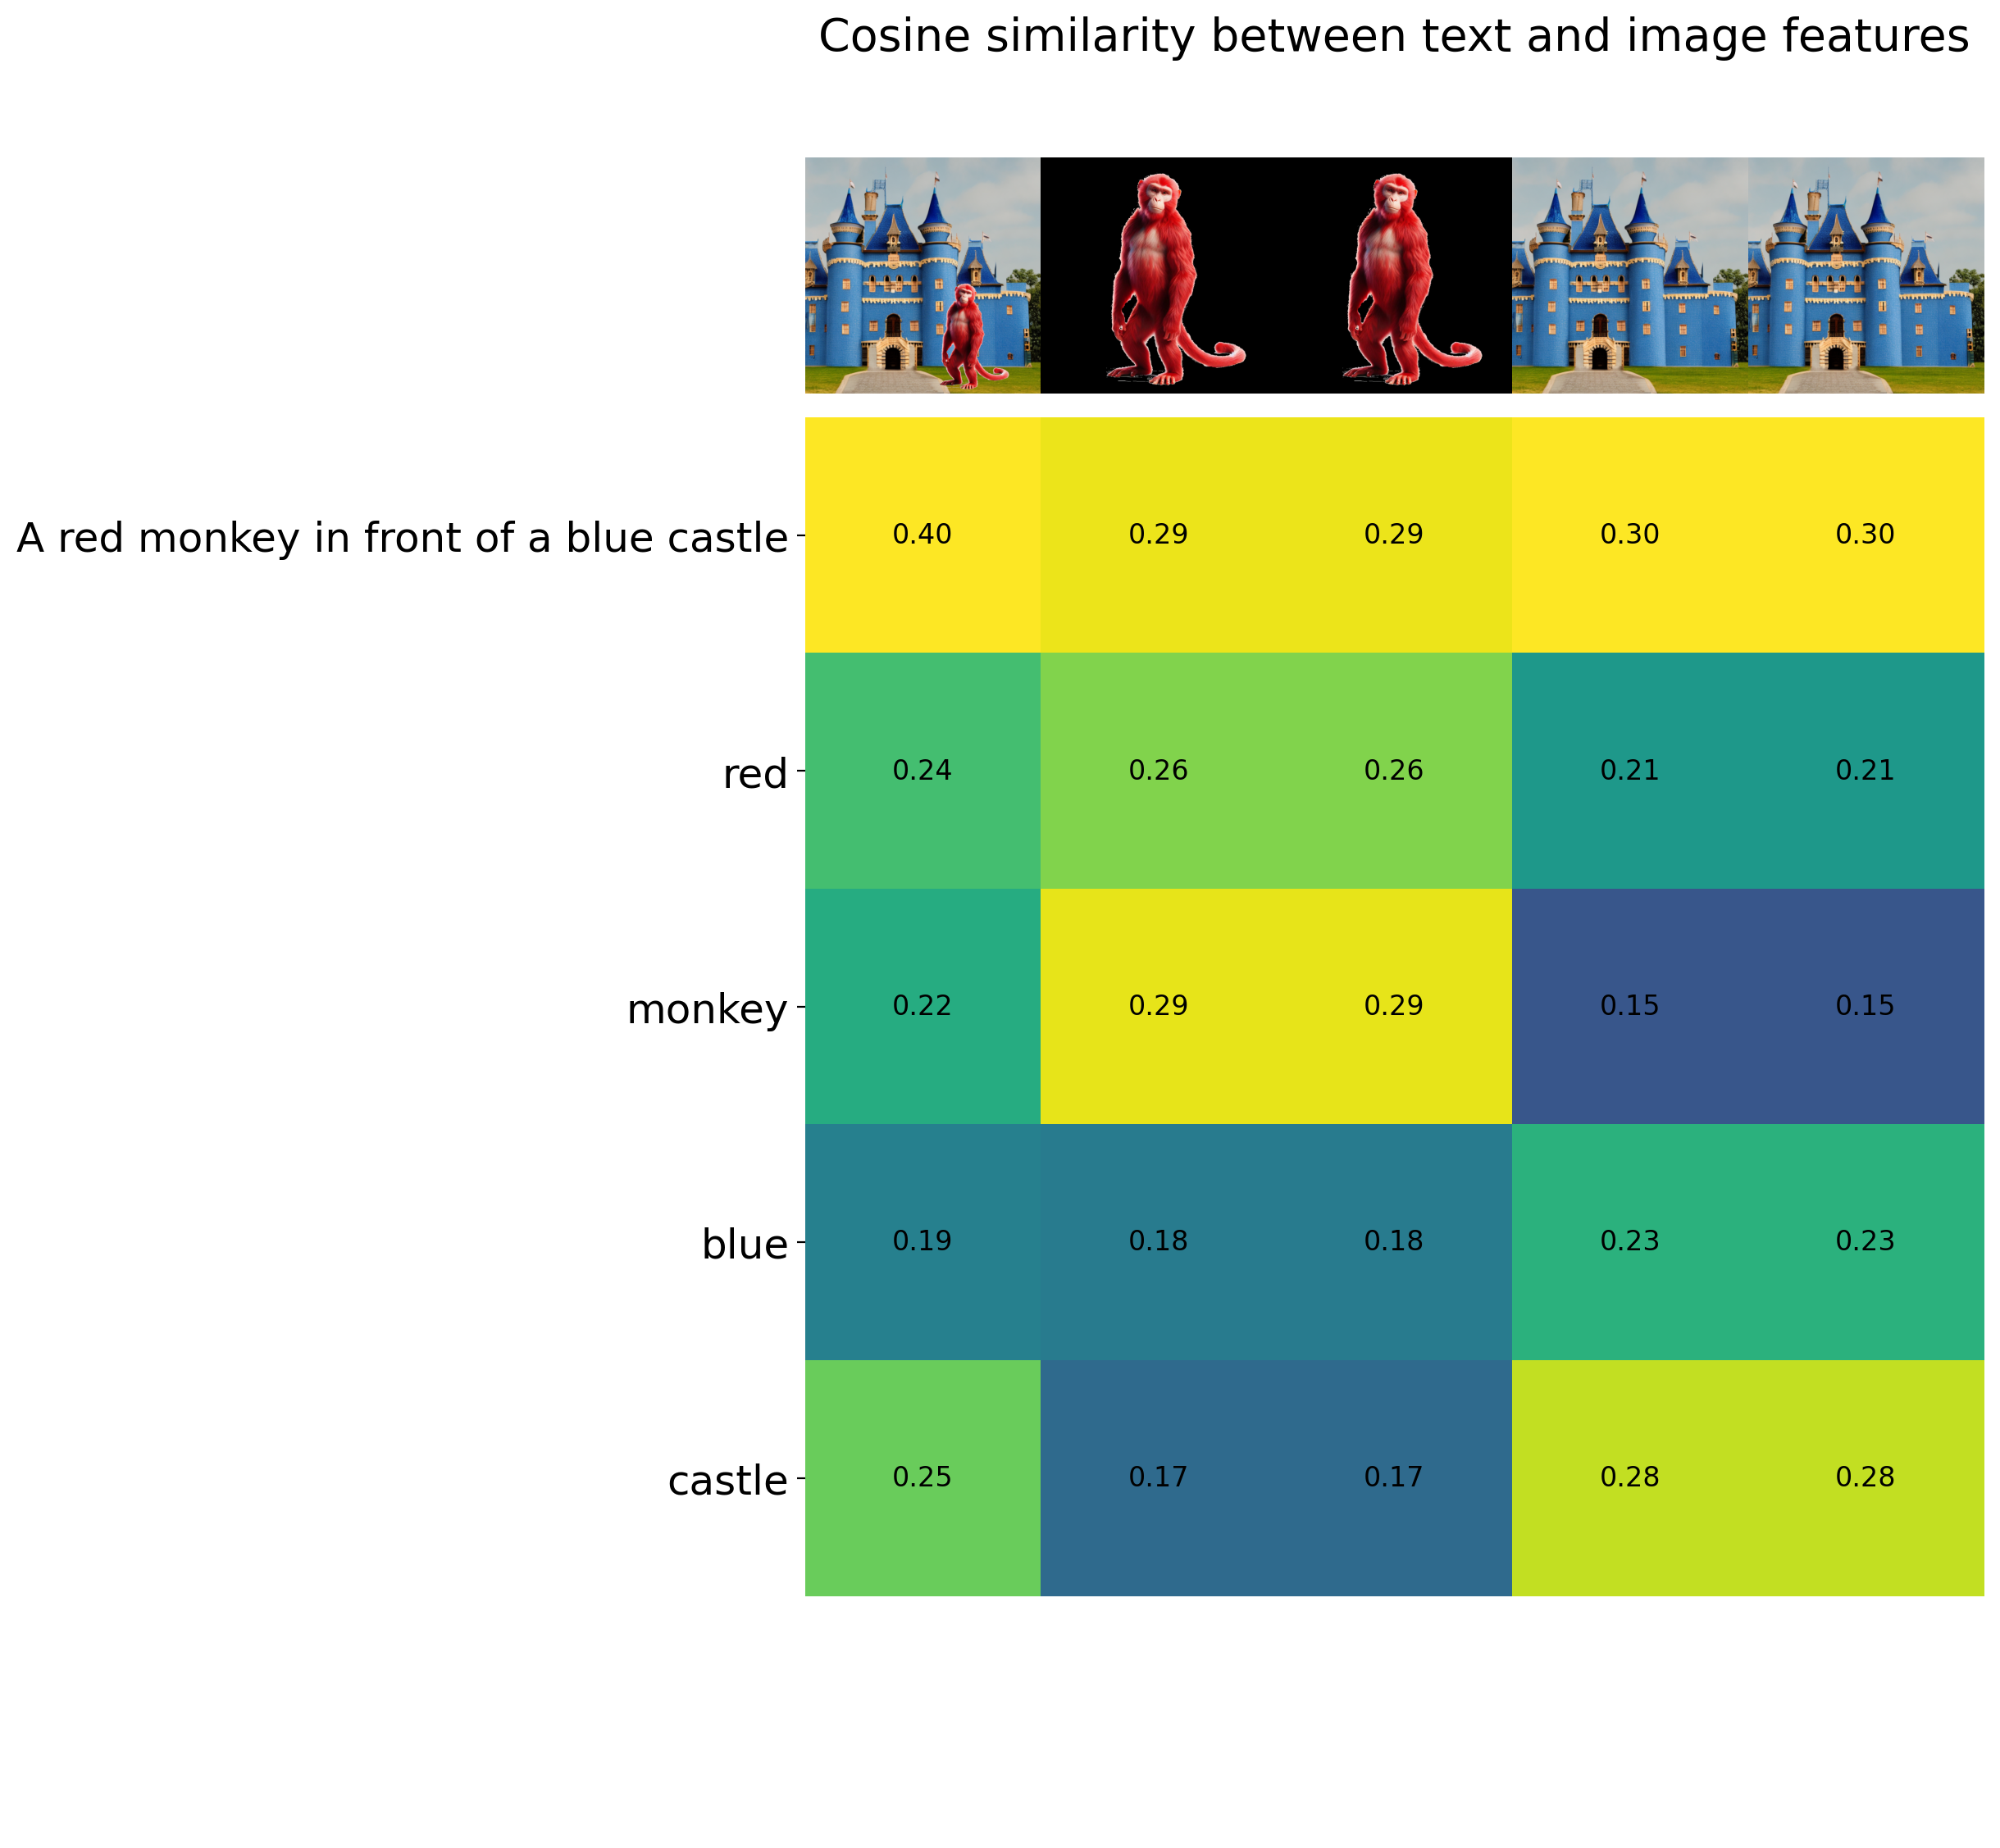 Cosine similarity between text and image features
A red monkey in front of a blue castle 0.40 0.29 0.29 0.30 0.30
red 0.24 0.26 0.26 0.21 0.21
monkey 0.22 0.29 0.29 0.15 0.15
blue 0.19 0.18 0.18 0.23 0.23
castle 0.25 0.17 0.17 0.28 0.28